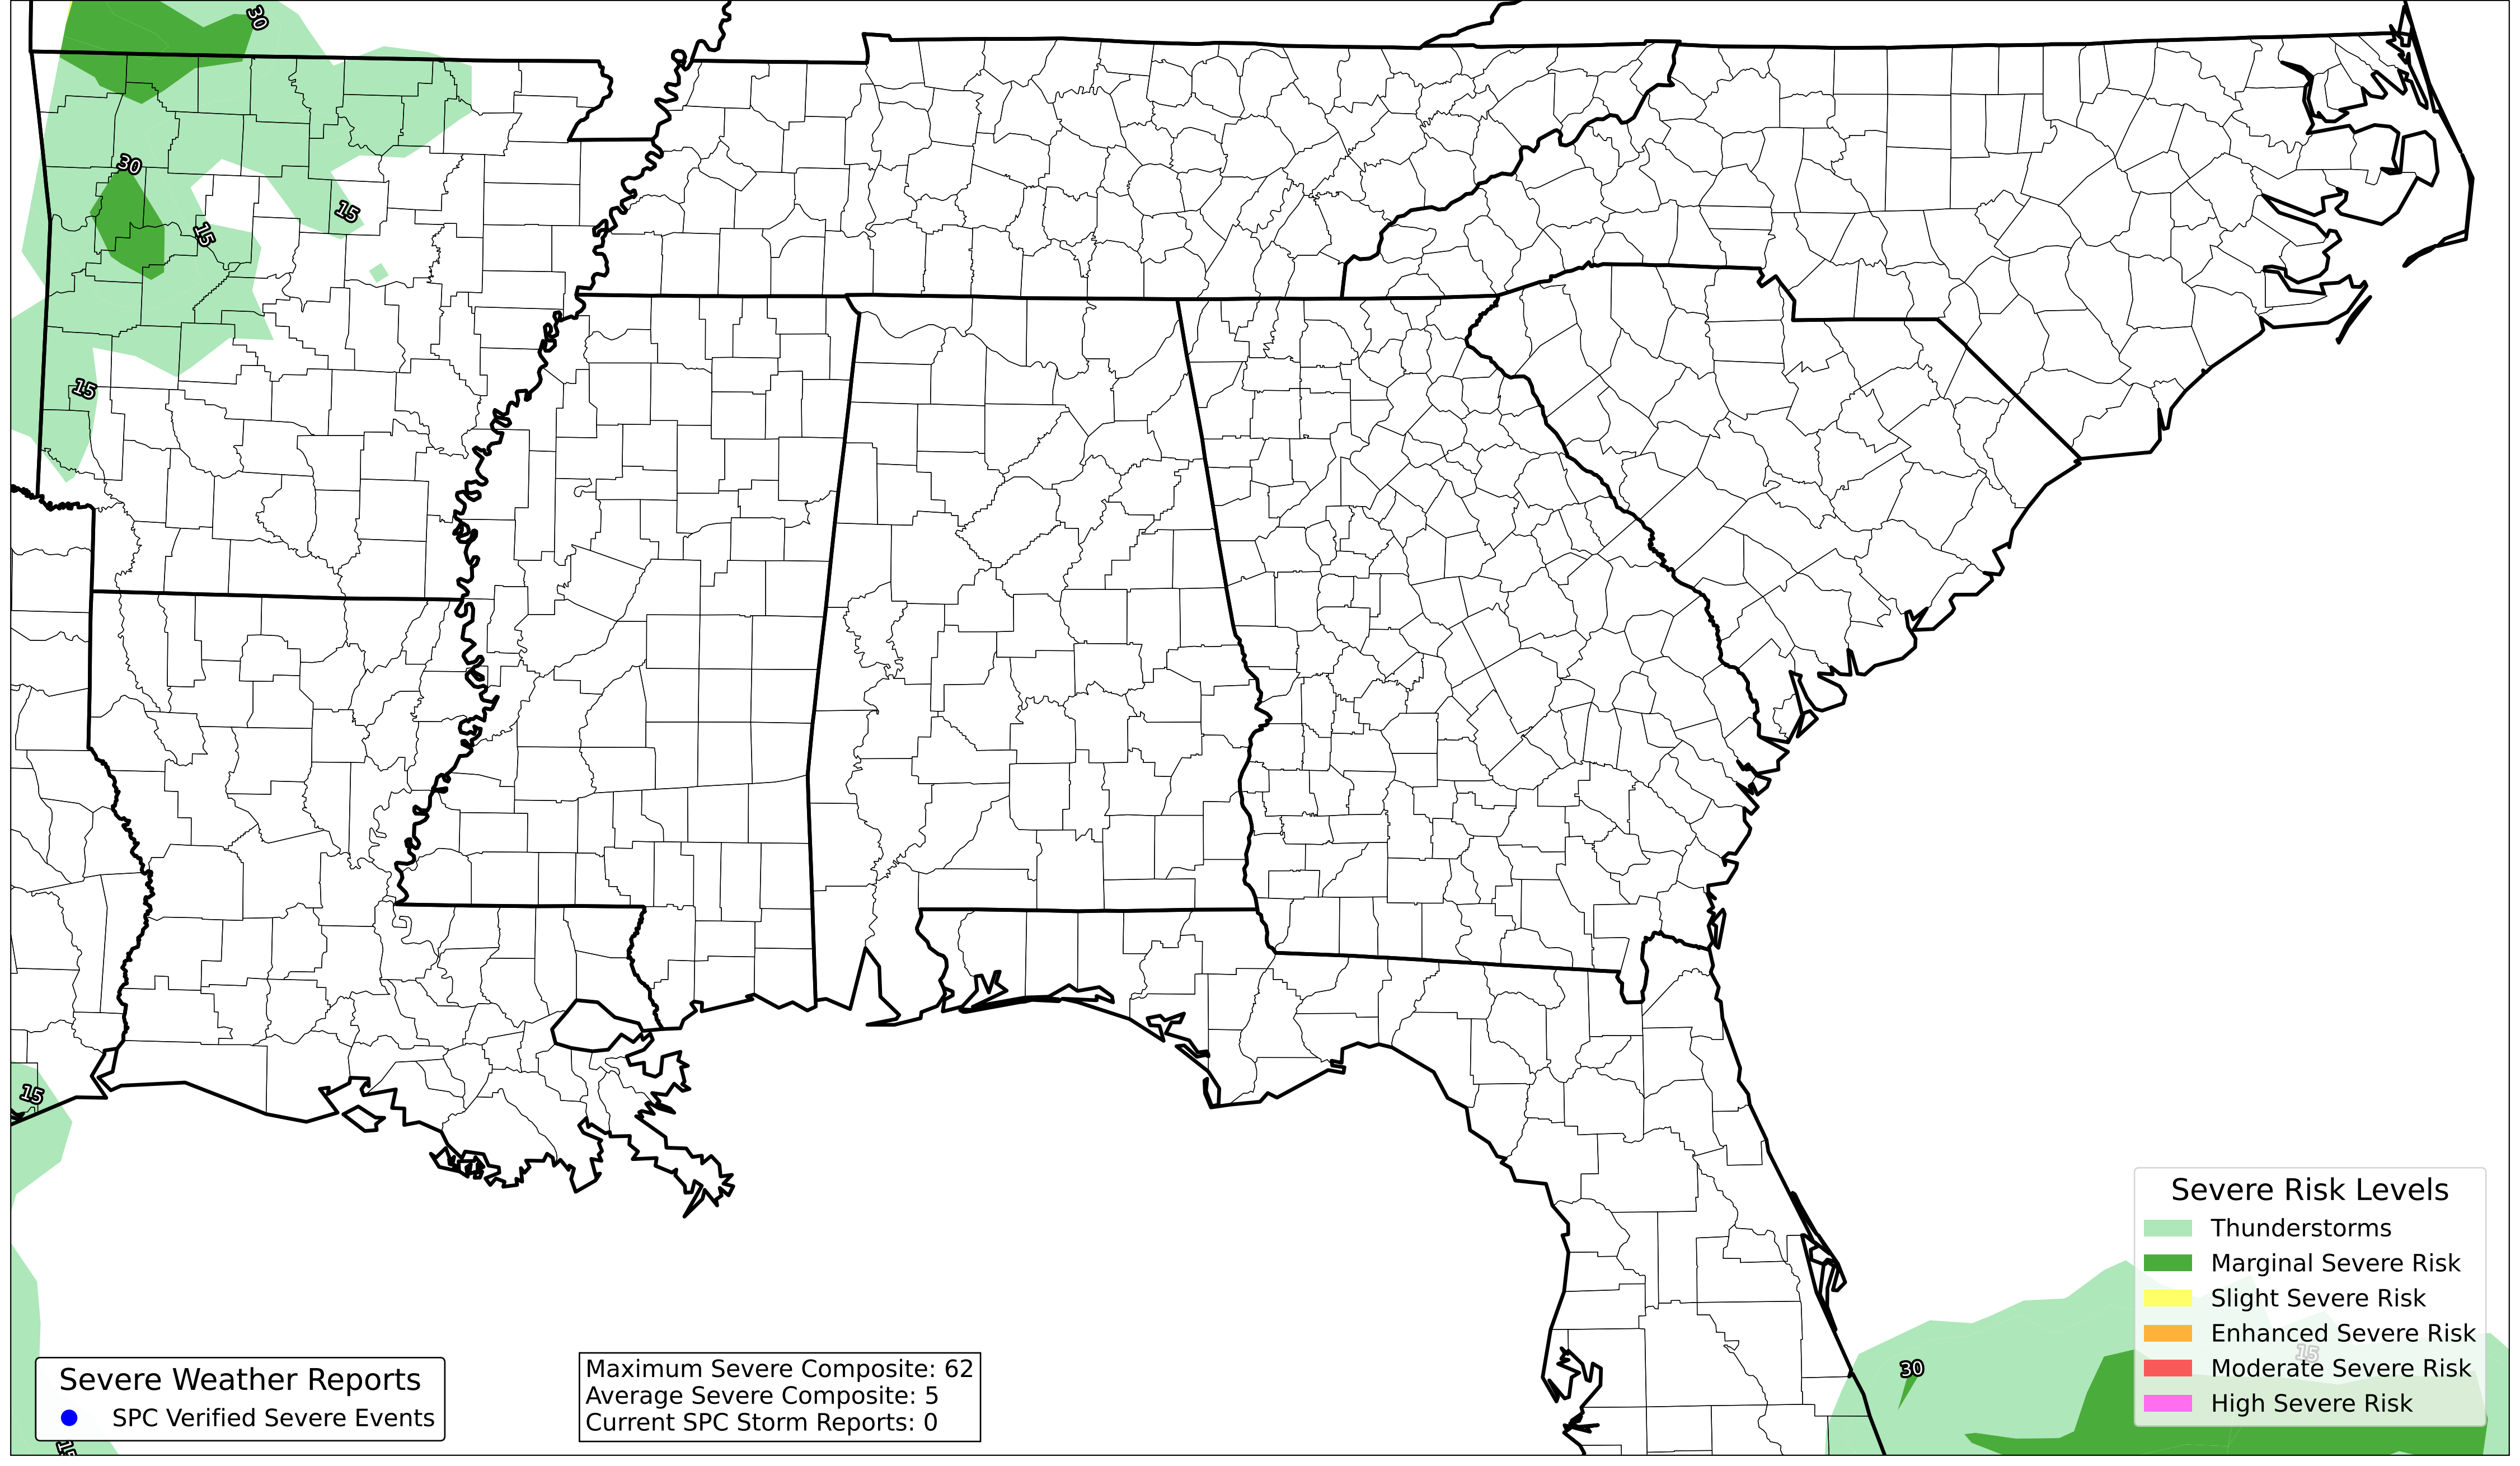 30
30
15
15
15
15
Severe Risk Levels
Thunderstorms
Marginal Severe Risk
Slight Severe Risk
Enhanced Severe Risk
Moderate Severe Risk
High Severe Risk
15
30
Severe Weather Reports
SPC Verified Severe Events
15
Maximum Severe Composite: 62
Average Severe Composite: 5
Current SPC Storm Reports: 0